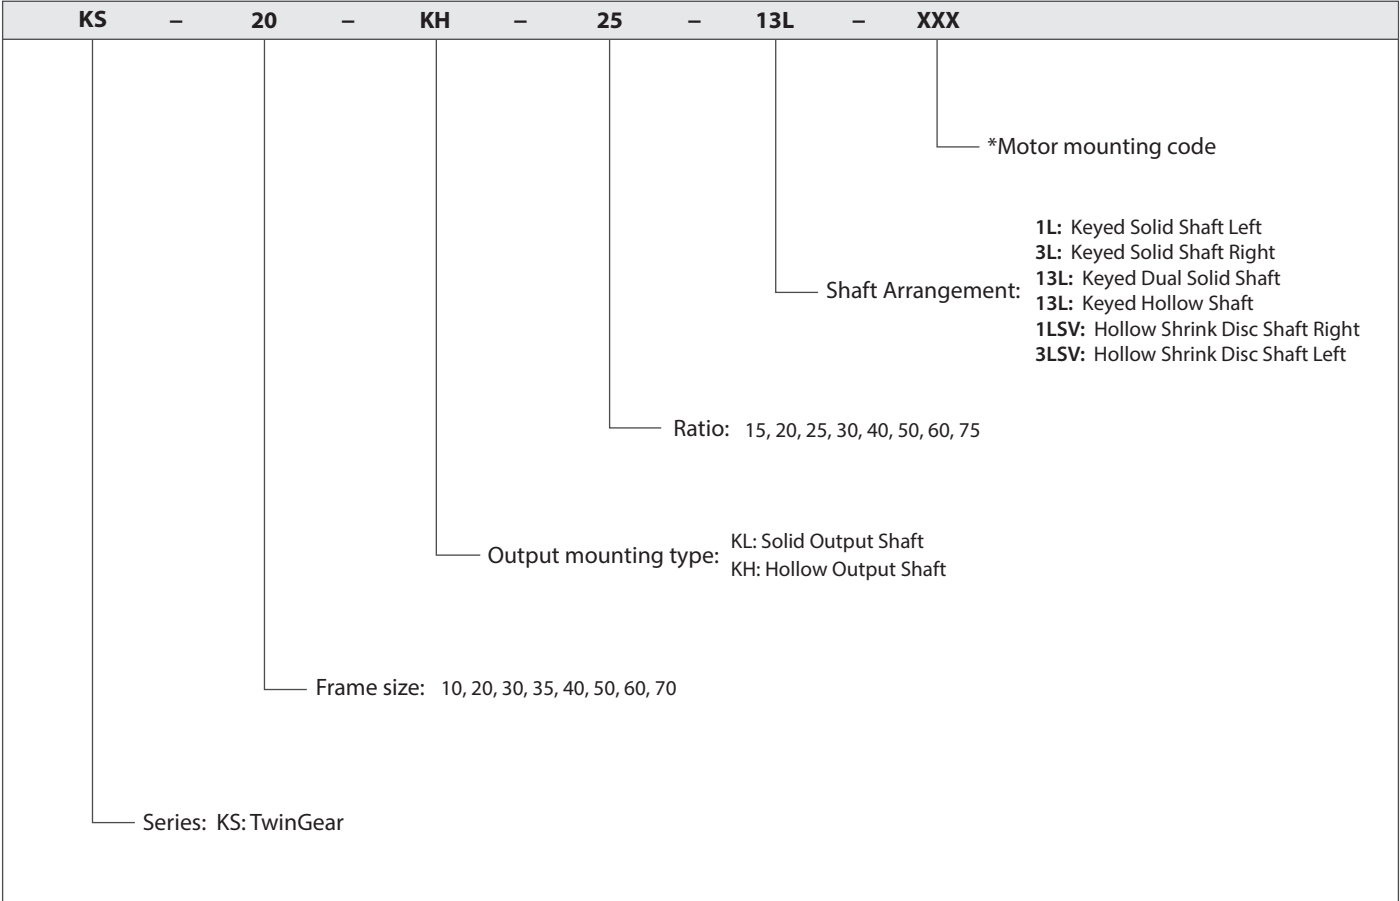 KS – 20 – KH – 25 – 13L – XXX
*Motor mounting code
Shaft Arrangement:
1L: Keyed Solid Shaft Left
3L: Keyed Solid Shaft Right
13L: Keyed Dual Solid Shaft
13L: Keyed Hollow Shaft
1LSV: Hollow Shrink Disc Shaft Right
3LSV: Hollow Shrink Disc Shaft Left
Ratio: 15, 20, 25, 30, 40, 50, 60, 75
Output mounting type:
KL: Solid Output Shaft
KH: Hollow Output Shaft
Frame size: 10, 20, 30, 35, 40, 50, 60, 70
Series: KS: TwinGear